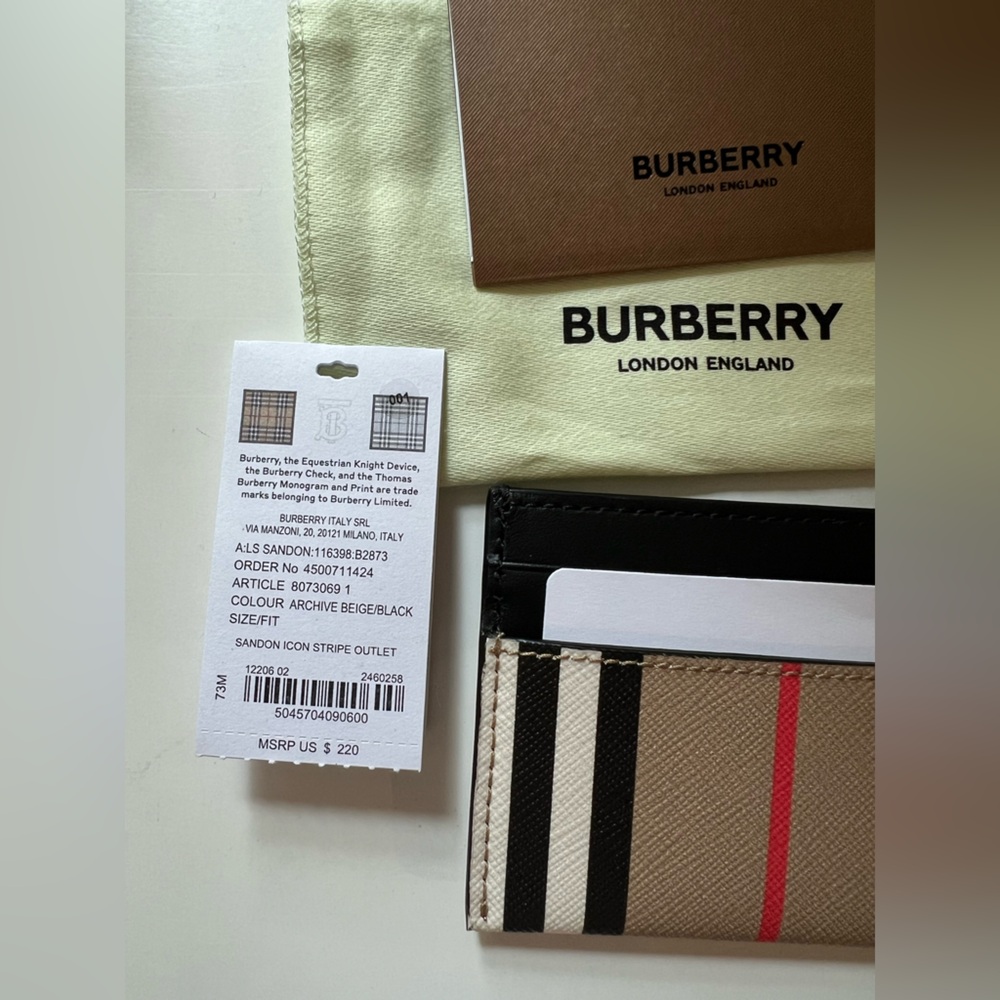 BURBERRY
LONDON ENGLAND
BURBERRY
LONDON ENGLAND
001
Burberry, the Equestrian Knight Device,
the Burberry Check, and the Thomas
Burberry Monogram and Print are trade
marks belonging to Burberry Limited.
BURBERRY ITALY SRL
VIA MANZONI, 20, 20121 MILANO, ITALY
A:LS SANDON:116398:B2873
ORDER No 4500711424
ARTICLE 8073069 1
COLOUR ARCHIVE BEIGE/BLACK
SIZE/FIT
SANDON ICON STRIPE OUTLET
12206 02 2460258
73M
5045704090600
MSRP US $ 220